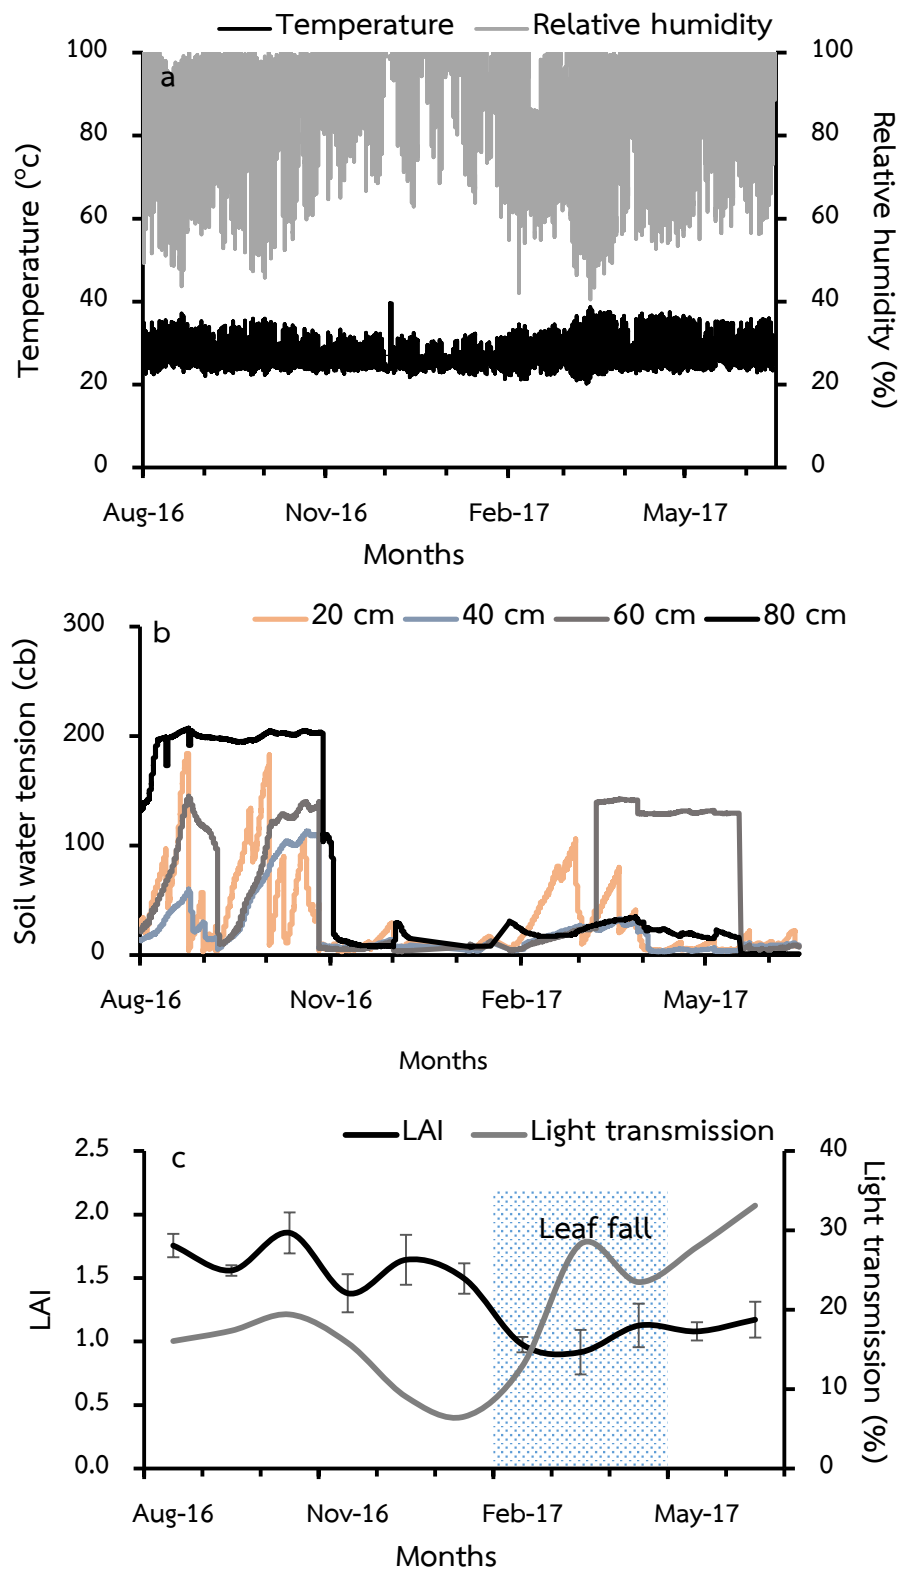 Temperature Relative humidity
a
100
80
60
40
20
0
Temperature (°c)
100
80
60
40
20
0
Relative humidity (%)
Aug-16 Nov-16 Feb-17 May-17
Months
20 cm 40 cm 60 cm 80 cm
b
300
200
100
0
Soil water tension (cb)
Aug-16 Nov-16 Feb-17 May-17
Months
LAI Light transmission
c
2.5
2.0
1.5
1.0
0.5
0.0
LAI
Leaf fall
40
30
20
10
0
Light transmission (%)
Aug-16 Nov-16 Feb-17 May-17
Months